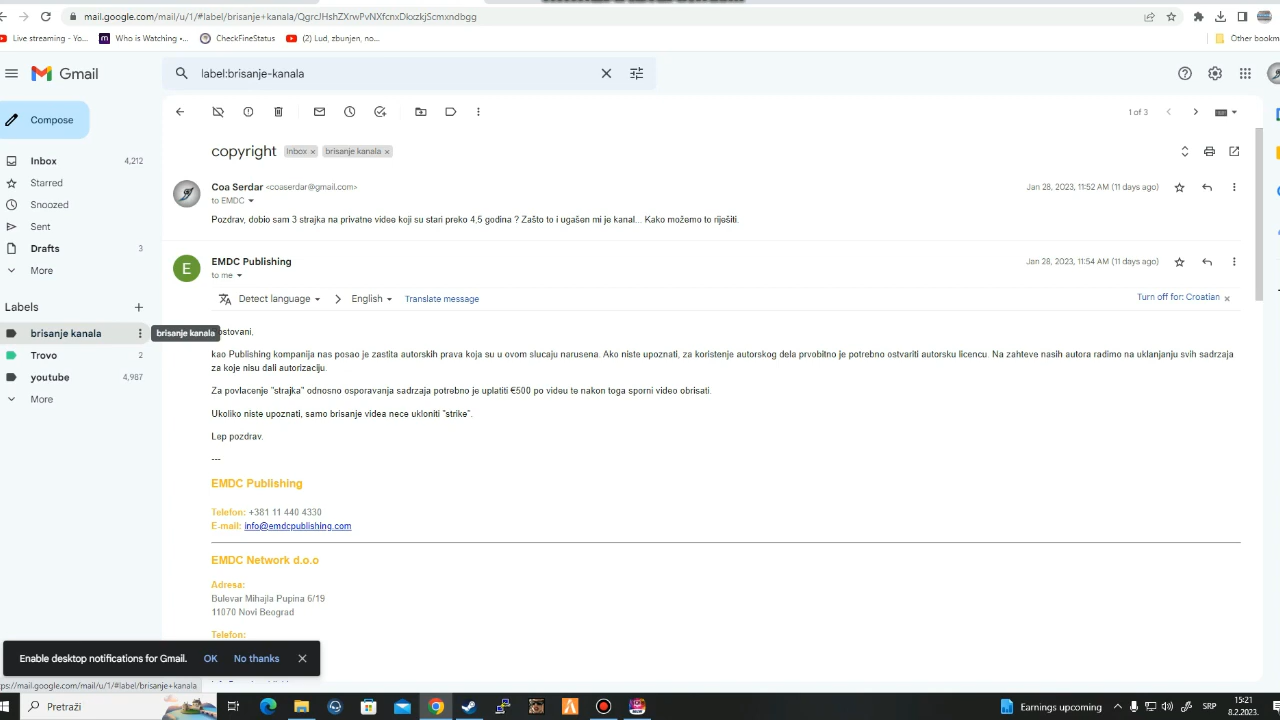 mail.google.com/mail/u/1/#label/brisanje+kanala/QgrcJHshZXrwPvNXfcnxDkxzkjScmxndbgg
Live streaming - Yo...
Who is Watching •...
CheckFineStatus
(2) Lud, zbunjen, no...
Other bookm
Gmail
label:brisanje-kanala
Compose
1 of 3
Inbox 4,212
Starred
Snoozed
Sent
Drafts 3
More
Labels
brisanje kanala
brisanje kanala
Trovo 2
youtube 4,987
More
copyright Inbox × brisanje kanala ×
Coa Serdar <coaserdar@gmail.com>
Jan 28, 2023, 11:52 AM (11 days ago)
to EMDC
Pozdrav, dobio sam 3 strajka na privatne videe koji su stari preko 4,5 godina ? Zašto to i ugašen mi je kanal... Kako možemo to riješiti.
E
EMDC Publishing
Jan 28, 2023, 11:54 AM (11 days ago)
to me
Detect language > English Translate message
Turn off for: Croatian ×
ostovani,
kao Publishing kompanija nas posao je zastita autorskih prava koja su u ovom slucaju narusena. Ako niste upoznati, za koristenje autorskog dela prvobitno je potrebno ostvariti autorsku licencu. Na zahteve nasih autora radimo na uklanjanju svih sadrzaja
za koje nisu dali autorizaciju.
Za povlacenje "strajka" odnosno osporavanja sadrzaja potrebno je uplatiti €500 po videu te nakon toga sporni video obrisati.
Ukoliko niste upoznati, samo brisanje videa nece ukloniti "strike".
Lep pozdrav.
---
EMDC Publishing
Telefon: +381 11 440 4330
E-mail: info@emdcpublishing.com
EMDC Network d.o.o
Adresa:
Bulevar Mihajla Pupina 6/19
11070 Novi Beograd
Telefon:
Enable desktop notifications for Gmail. OK No thanks
ps://mail.google.com/mail/u/1/#label/brisanje+kanala
Pretraži
Earnings upcoming
SRP
15:21
8.2.2023.